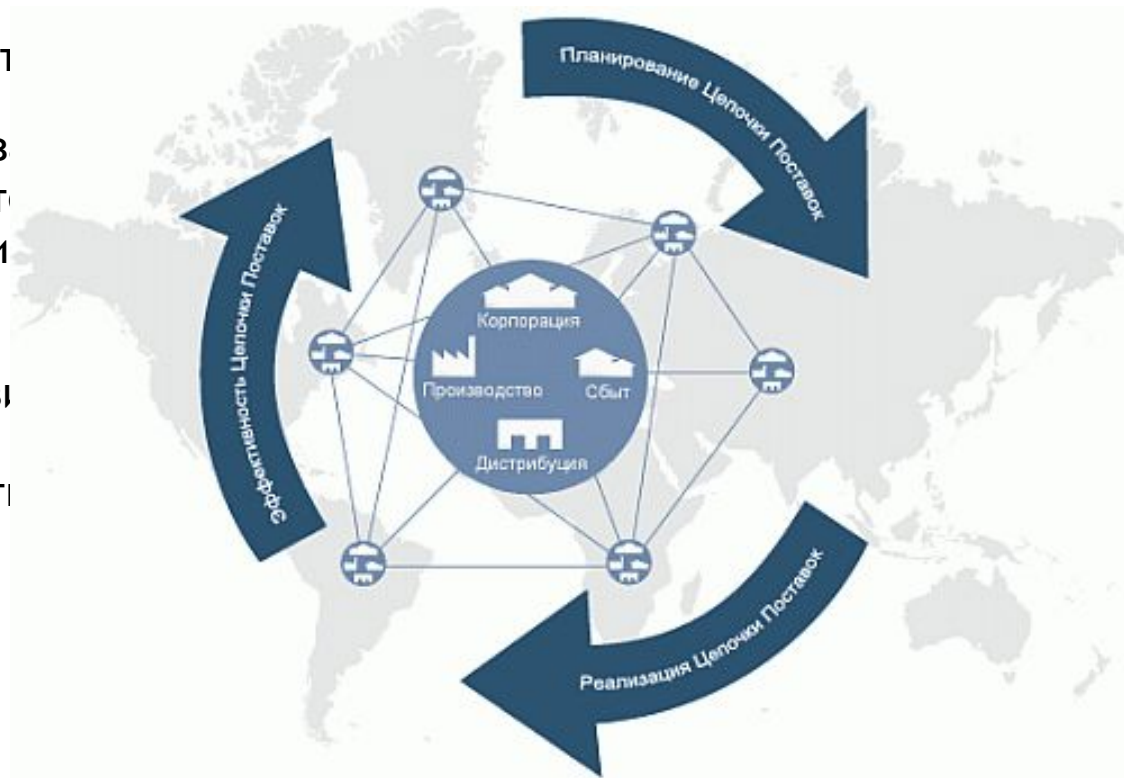 Планирование Цепочки Поставок
Эффективность Цепочки Поставок
Корпорация
Производство
Сбыт
Дистрибуция
Реализация Цепочки Поставок